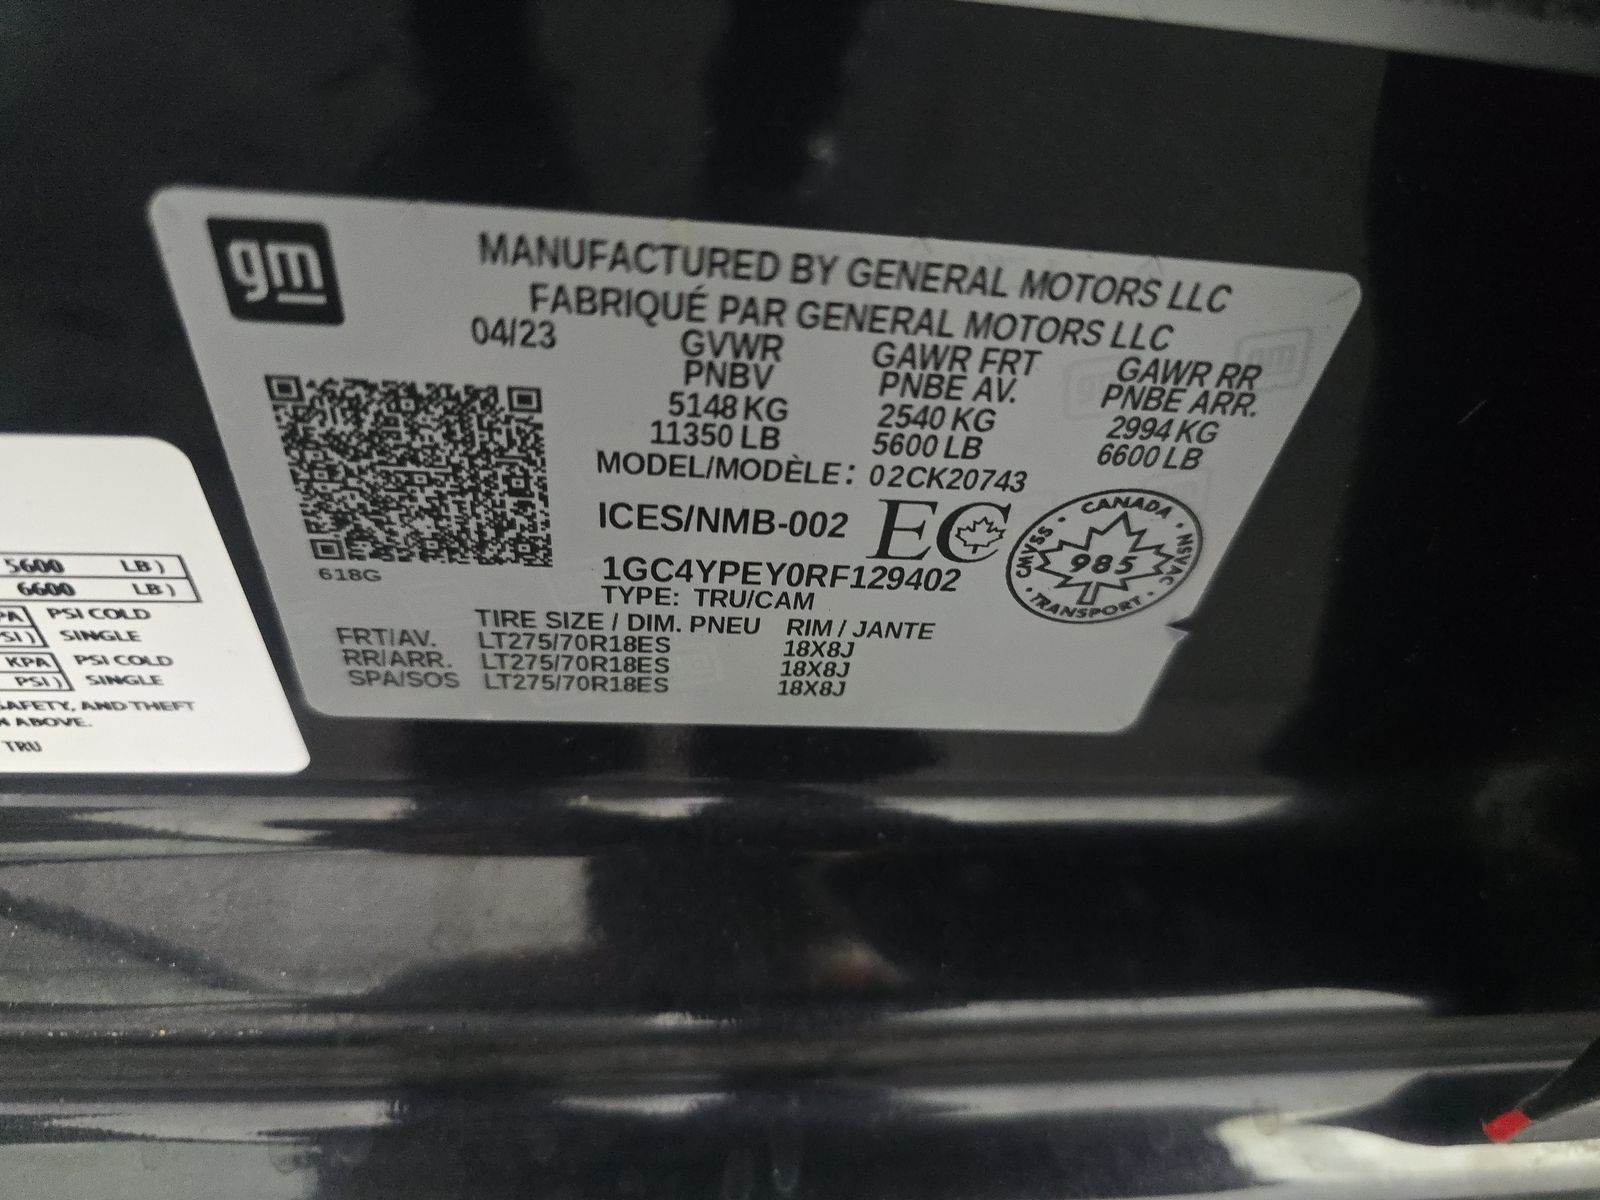 gm
MANUFACTURED BY GENERAL MOTORS LLC
FABRIQUÉ PAR GENERAL MOTORS LLC
04/23
GVWR GAWR FRT GAWR RR
PNBV PNBE AV. PNBE ARR.
5148 KG 2540 KG 2994 KG
11350 LB 5600 LB 6600 LB
MODEL/MODÈLE: 02CK20743
ICES/NMB-002 EC
CANADA
CMVSS 985 NSVAC
TRANSPORT
618G
1GC4YPEY0RF129402
TYPE: TRU/CAM
TIRE SIZE / DIM. PNEU RIM / JANTE
FRT/AV. LT275/70R18ES 18X8J
RR/ARR. LT275/70R18ES 18X8J
SPA/SOS LT275/70R18ES 18X8J
5600 LB)
6600 LB)
PSI COLD
PSI) SINGLE
KPA PSI COLD
PSI) SINGLE
SAFETY, AND THEFT
ABOVE.
TRU